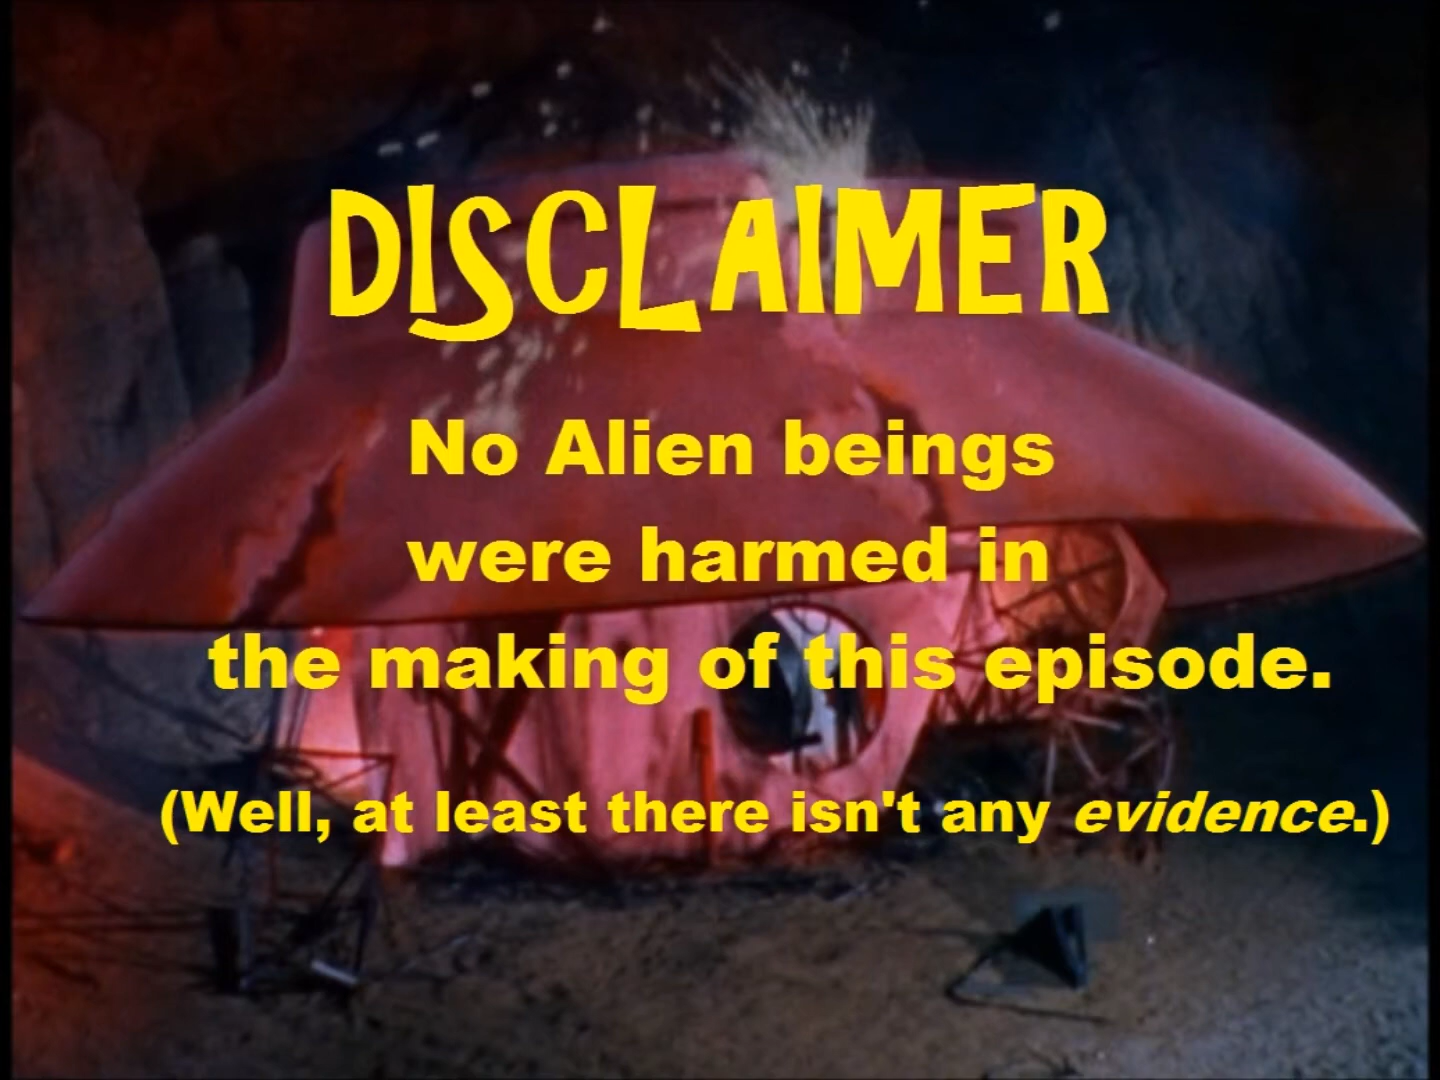 DISCLAIMER
No Alien beings
were harmed in
the making of this episode.
(Well, at least there isn't any evidence.)